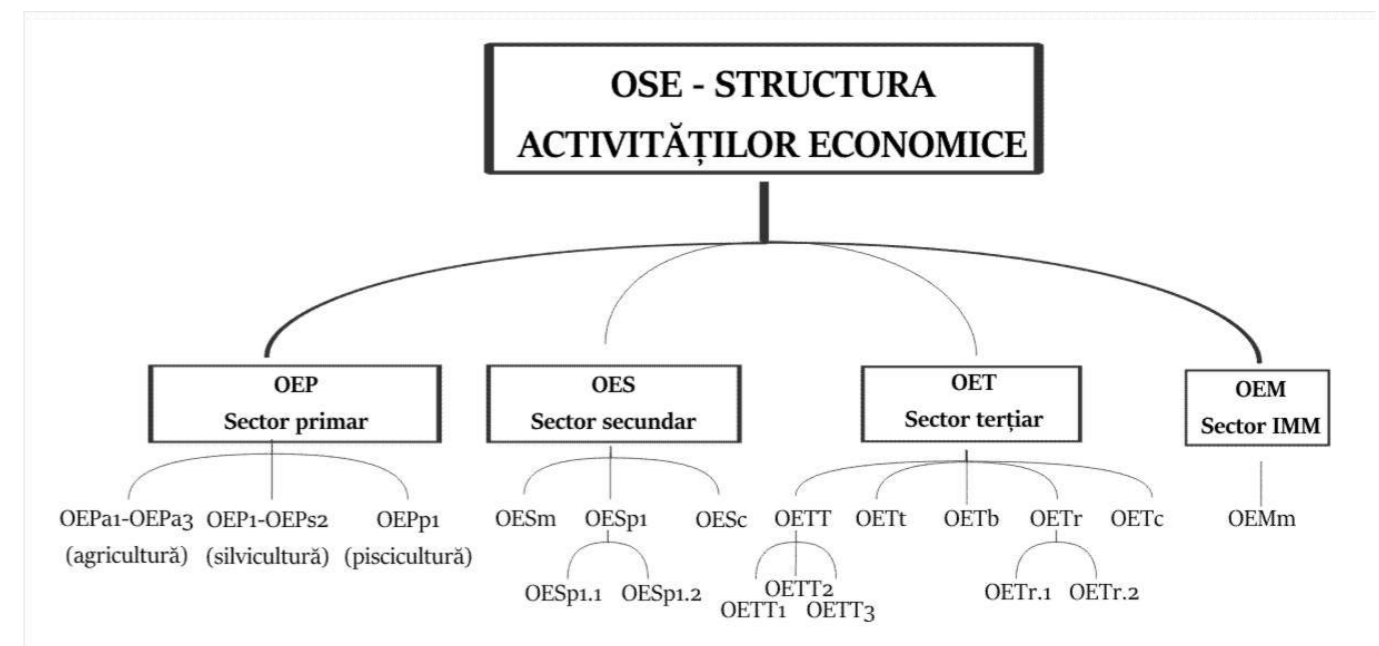 OSE - STRUCTURA
ACTIVITĂȚILOR ECONOMICE
OEP
Sector primar
OES
Sector secundar
OET
Sector terțiar
OEM
Sector IMM
OEPa1-OEPa3
(agricultură)
OEP1-OEPs2
(silvicultură)
OEPp1
(piscicultură)
OESm
OESp1
OESc
OESp1.1
OESp1.2
OETT
OETt
OETb
OETr
OETc
OETT1
OETT2
OETT3
OETr.1
OETr.2
OEMm